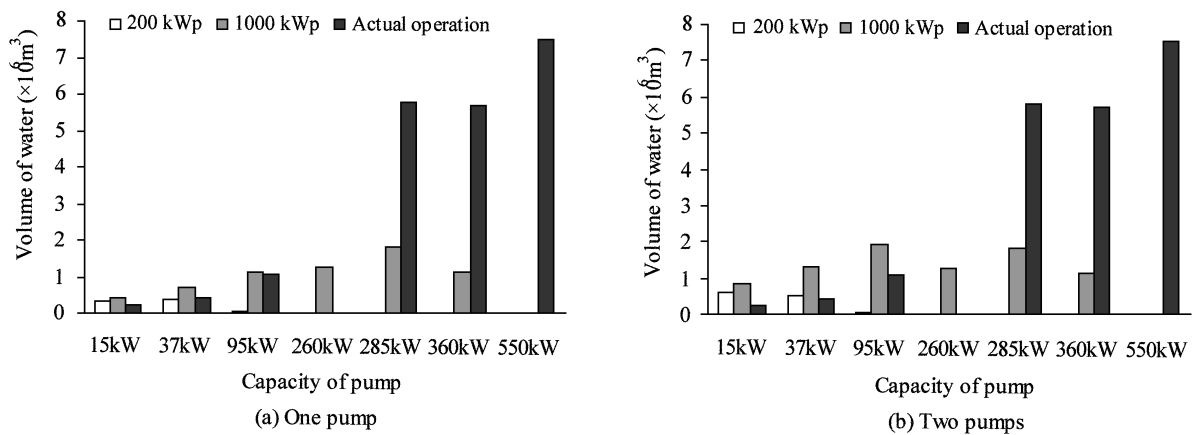 8
200 kWp 1000 kWp Actual operation
7
6
5
4
3
2
1
0
Volume of water (×10⁶m³)
15kW 37kW 95kW 260kW 285kW 360kW 550kW
Capacity of pump
(a) One pump
8
200 kWp 1000 kWp Actual operation
7
6
5
4
3
2
1
0
Volume of water (×10⁶m³)
15kW 37kW 95kW 260kW 285kW 360kW 550kW
Capacity of pump
(b) Two pumps